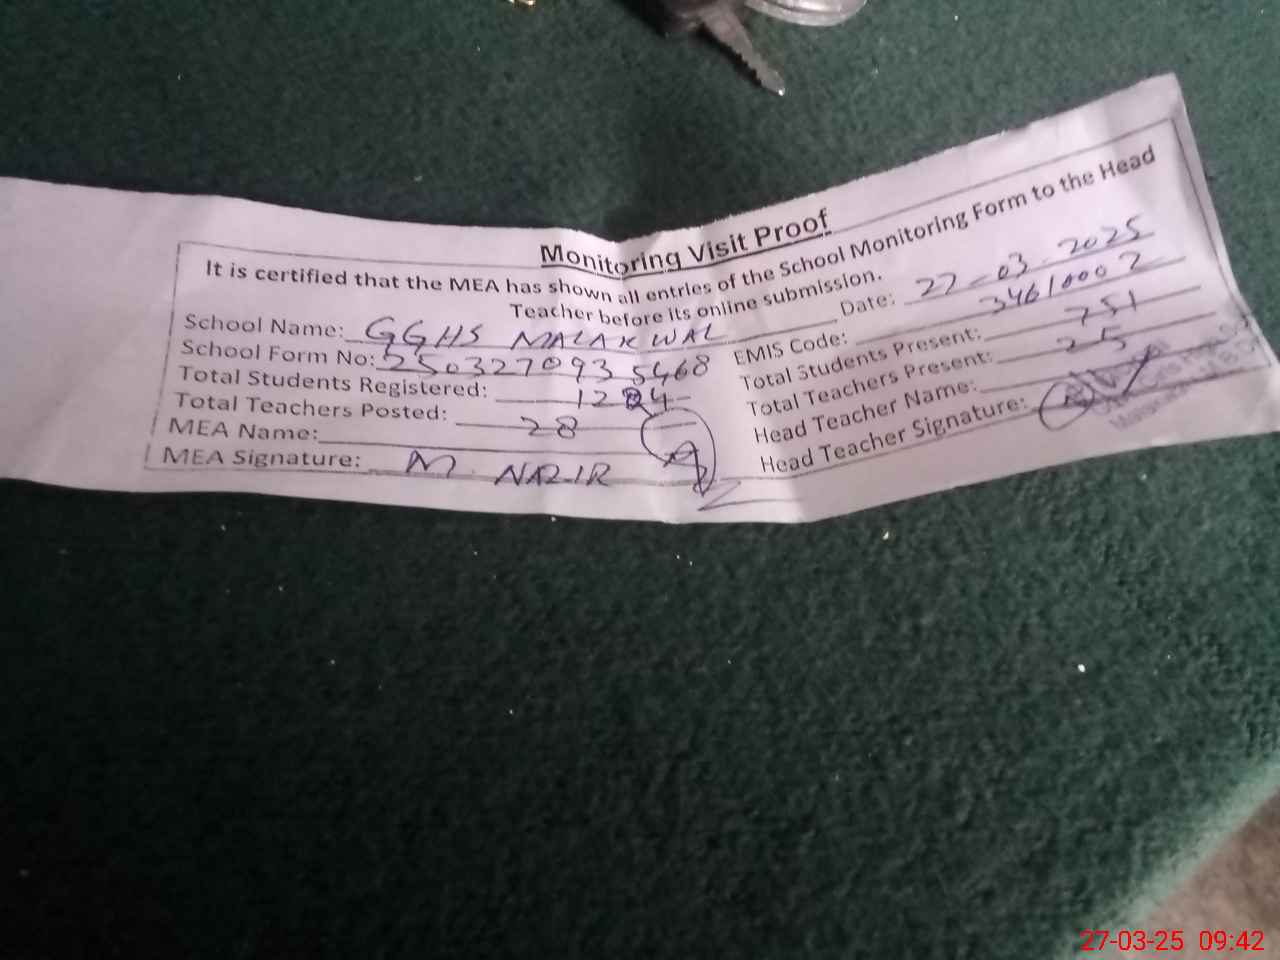 Monitoring Visit Proof
It is certified that the MEA has shown all entries of the School Monitoring Form to the Head
Teacher before its online submission.
School Name: GGHS MALAKWAL Date: 27-03-2025
School Form No: 2503270935468 EMIS Code: 34610002
Total Students Registered: 1284 Total Students Present: 751
Total Teachers Posted: 28 Total Teachers Present: 25
MEA Name: Head Teacher Name:
MEA Signature: M. NAZIR Head Teacher Signature:
27-03-25 09:42